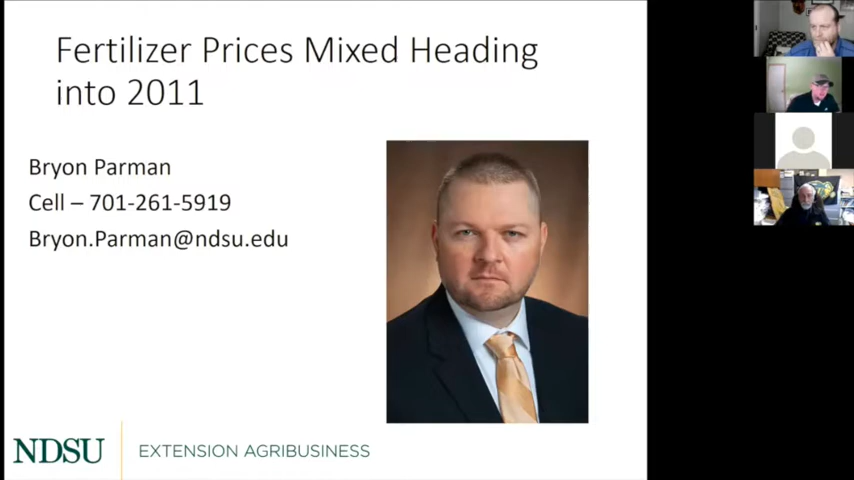 Fertilizer Prices Mixed Heading
into 2011
Bryon Parman
Cell – 701-261-5919
Bryon.Parman@ndsu.edu
NDSU EXTENSION AGRIBUSINESS